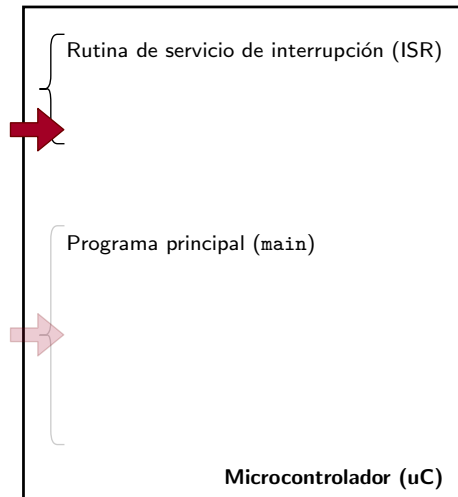 Rutina de servicio de interrupción (ISR)
Programa principal (main)
Microcontrolador (uC)